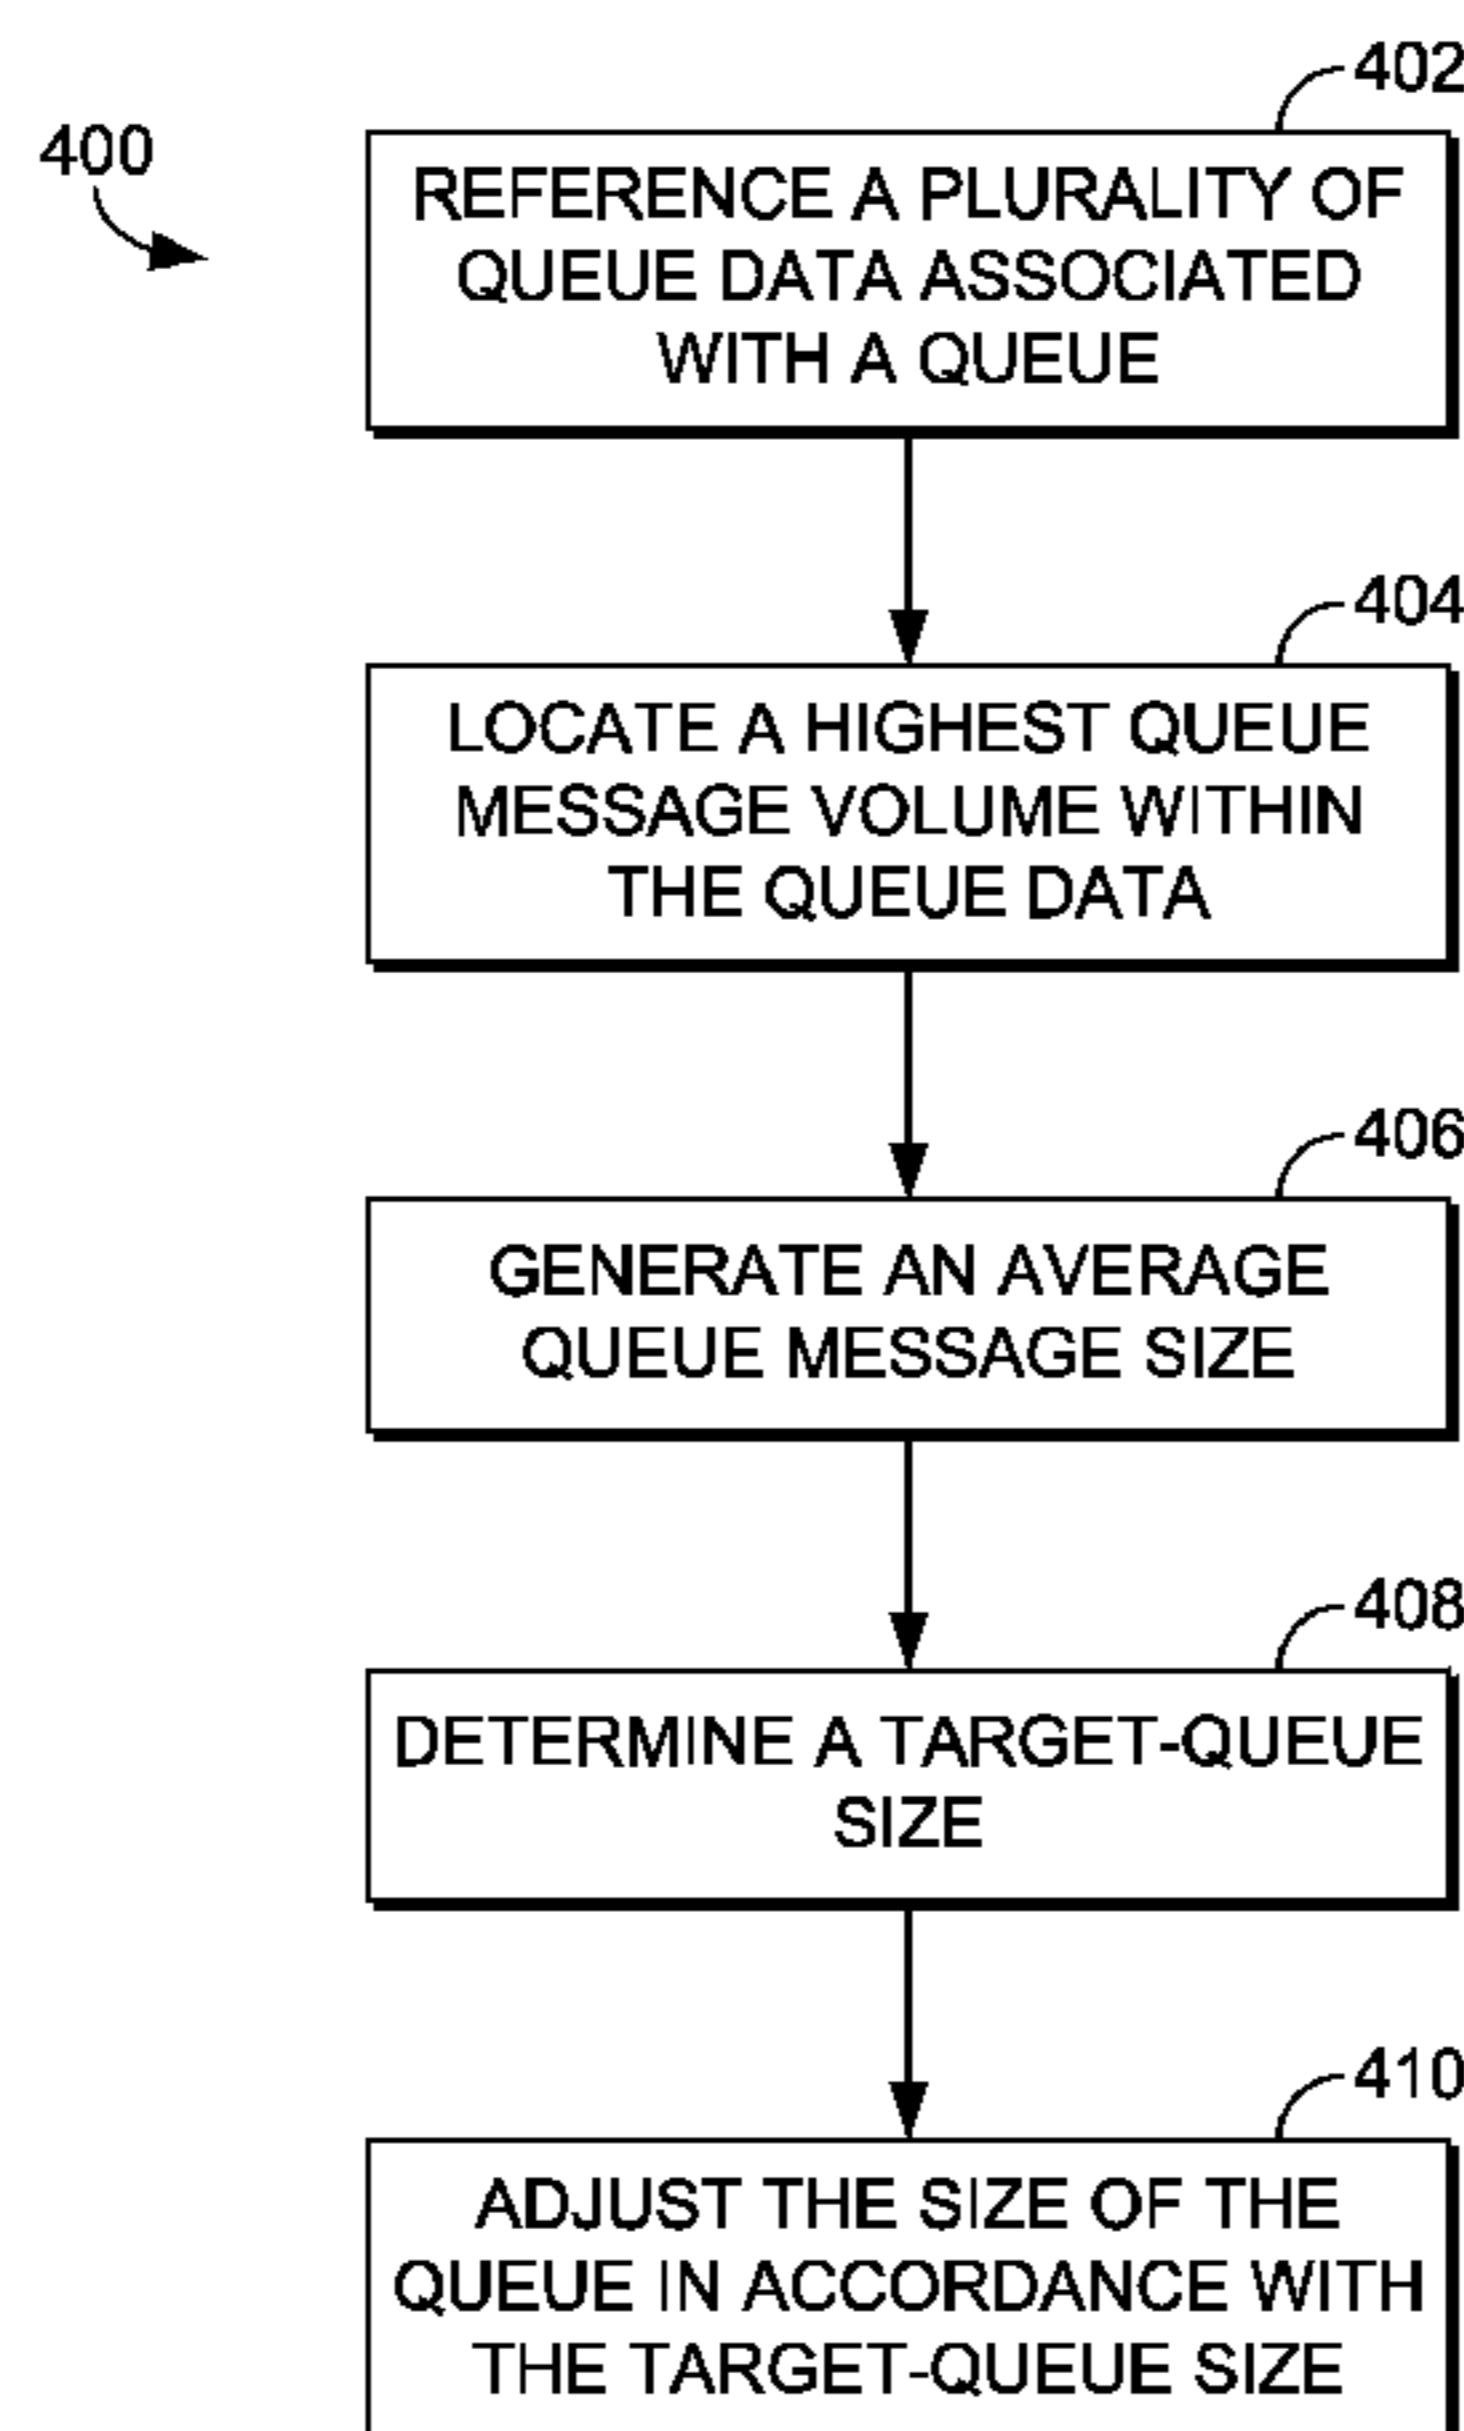 402
400
REFERENCE A PLURALITY OF
QUEUE DATA ASSOCIATED
WITH A QUEUE
404
LOCATE A HIGHEST QUEUE
MESSAGE VOLUME WITHIN
THE QUEUE DATA
406
GENERATE AN AVERAGE
QUEUE MESSAGE SIZE
408
DETERMINE A TARGET-QUEUE
SIZE
410
ADJUST THE SIZE OF THE
QUEUE IN ACCORDANCE WITH
THE TARGET-QUEUE SIZE